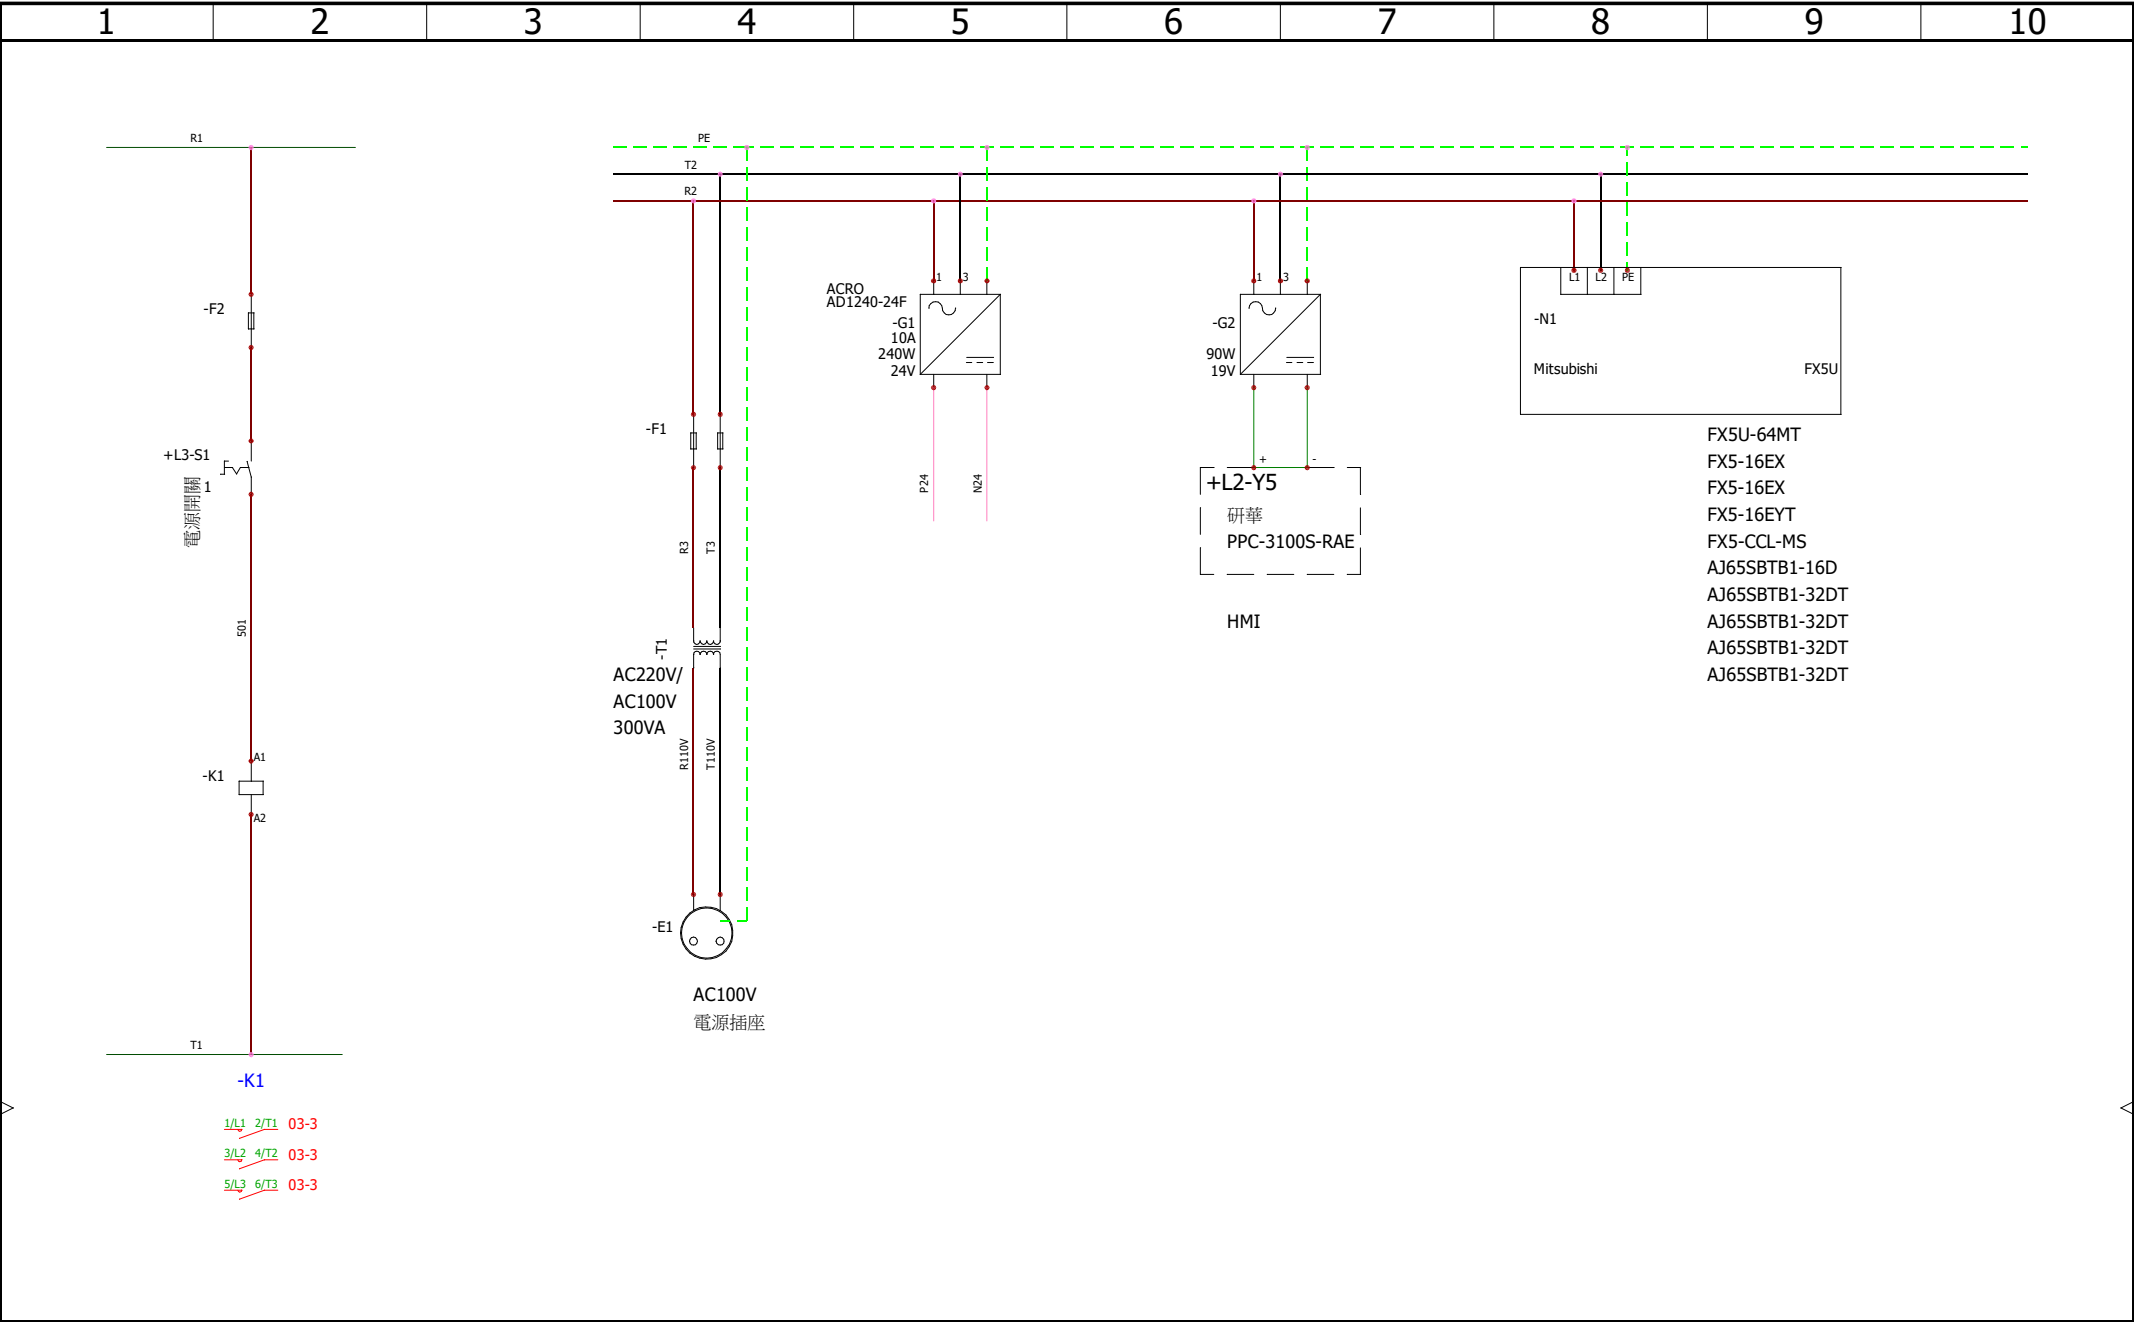 1 2 3 4 5 6 7 8 9 10
R1
-F2
+L3-S1
1
電源開關
501
A1
-K1
A2
T1
-K1
1/L1 2/T1 03-3
3/L2 4/T2 03-3
5/L3 6/T3 03-3
PE
T2
R2
-F1
R3 T3
-T1
AC220V/
AC100V
300VA
R110V T110V
-E1
AC100V
電源插座
1 3
ACRO
AD1240-24F
-G1
10A
240W
24V
P24 N24
1 3
-G2
90W
19V
+ -
+L2-Y5
研華
PPC-3100S-RAE
HMI
L1 L2 PE
-N1
Mitsubishi FX5U
FX5U-64MT
FX5-16EX
FX5-16EX
FX5-16EYT
FX5-CCL-MS
AJ65SBTB1-16D
AJ65SBTB1-32DT
AJ65SBTB1-32DT
AJ65SBTB1-32DT
AJ65SBTB1-32DT